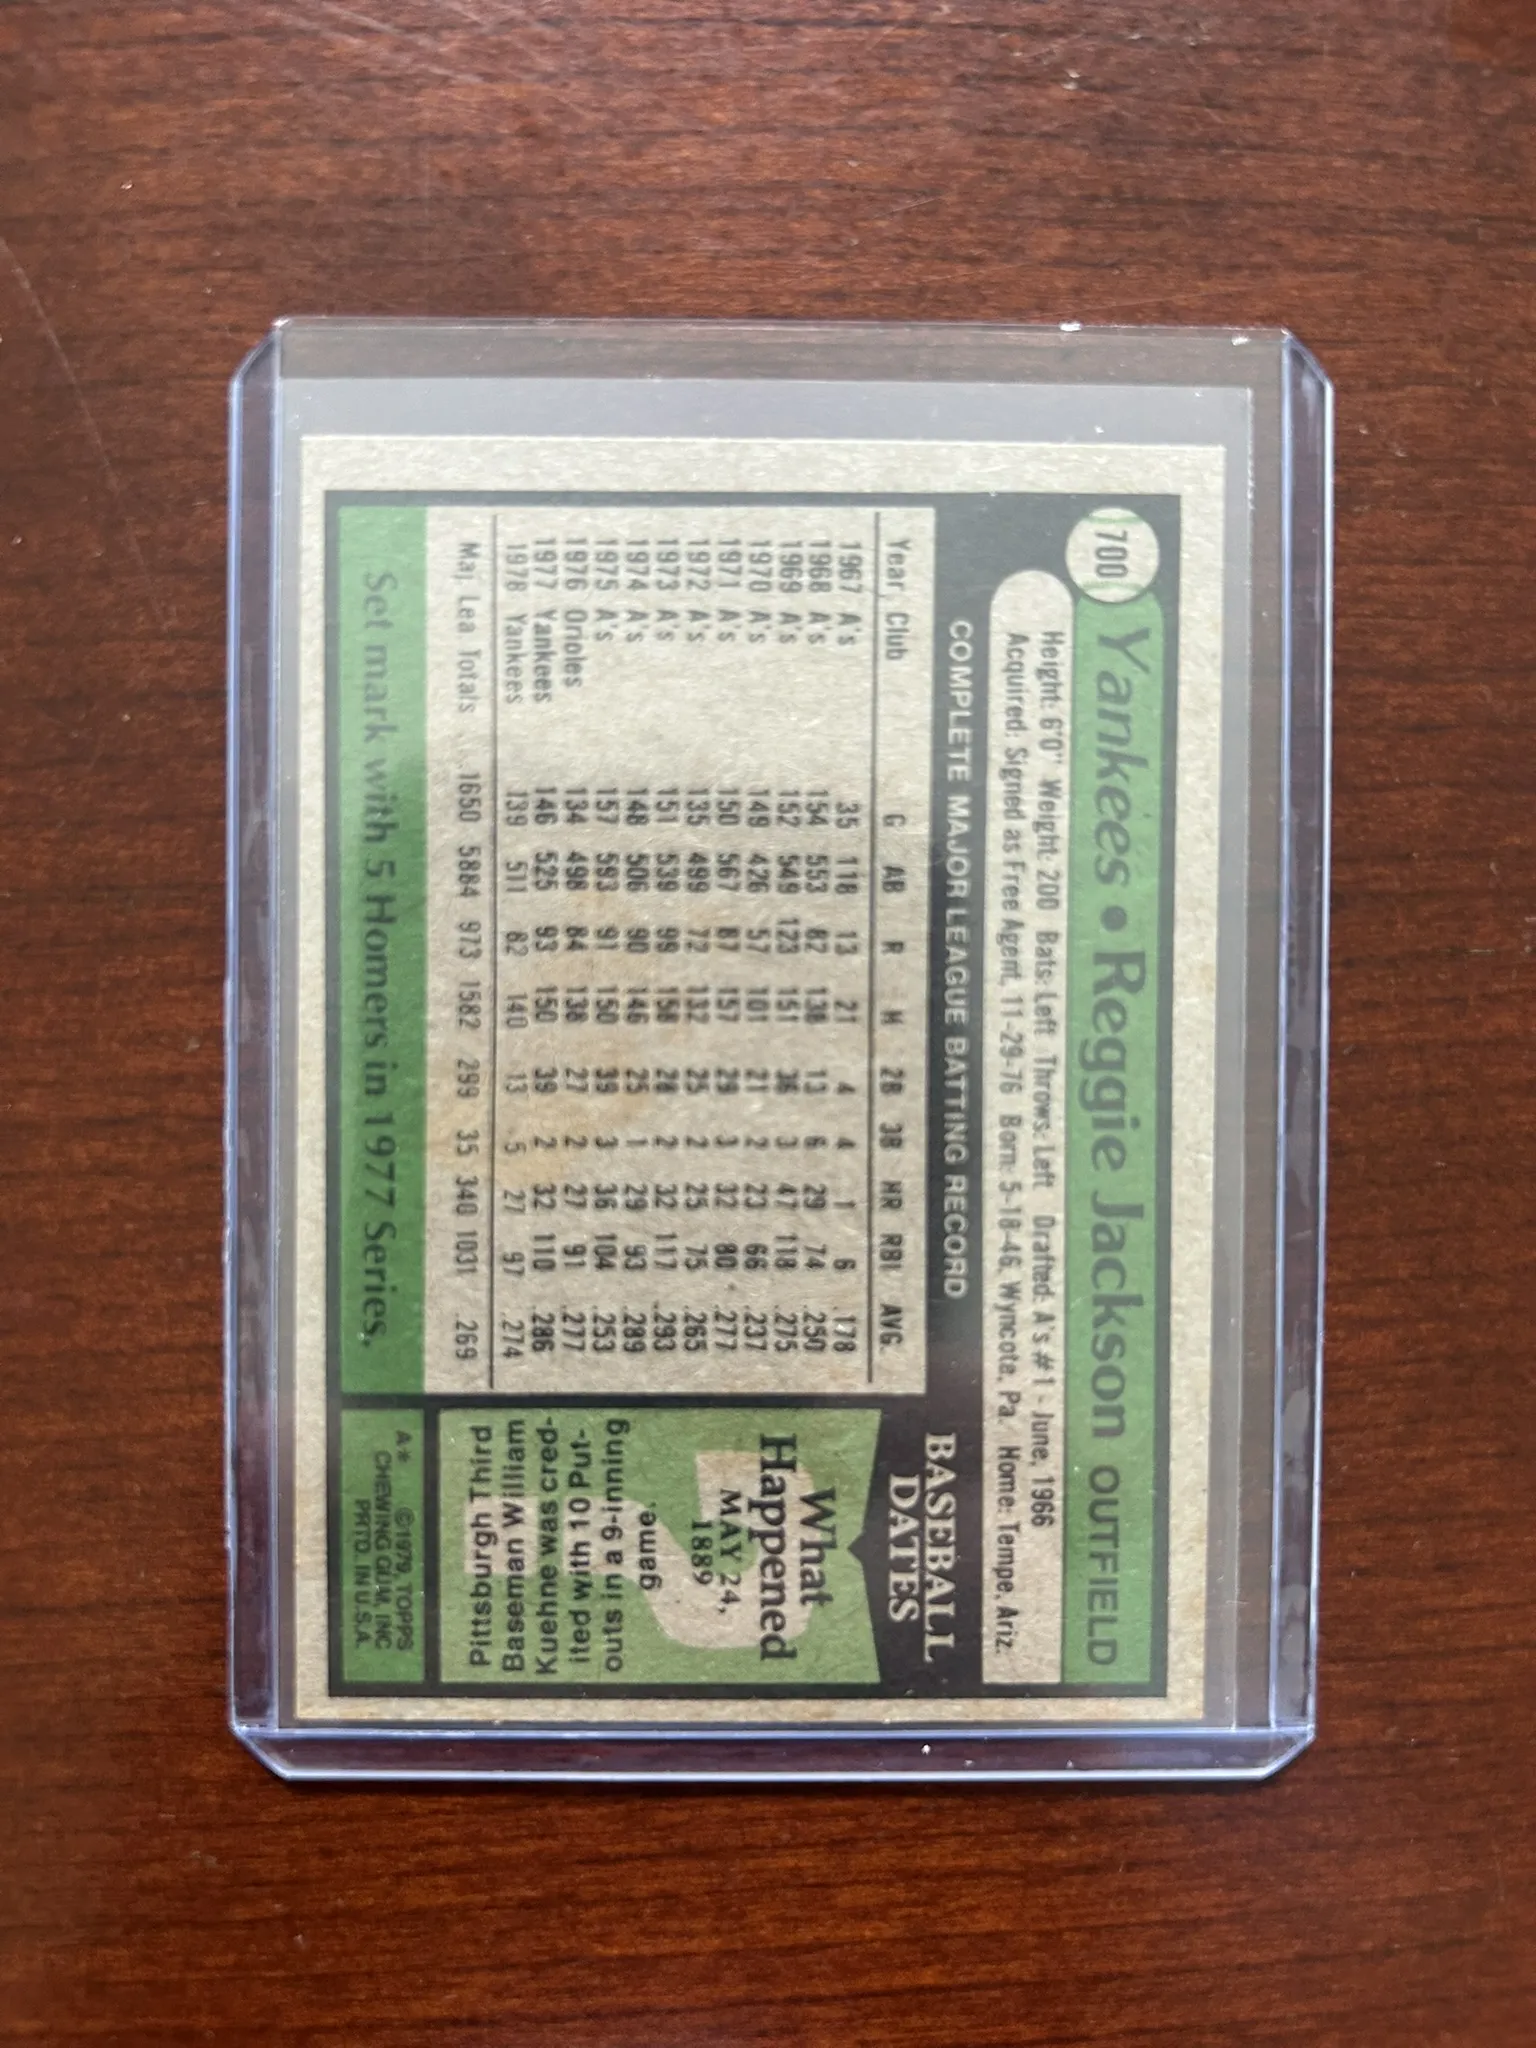 700
Yankees • Reggie Jackson OUTFIELD
Height: 6'0" Weight: 200 Bats: Left Throws: Left Drafted: A's #1 - June, 1966
Acquired: Signed as Free Agent, 11-29-76 Born: 5-18-46, Wyncote, Pa. Home: Tempe, Ariz.
COMPLETE MAJOR LEAGUE BATTING RECORD
Year Club G AB R H 2B 3B HR RBI AVG.
1967 A's 35 118 13 21 4 4 1 6 .178
1968 A's 154 553 82 138 13 6 29 74 .250
1969 A's 152 549 123 151 36 3 47 118 .275
1970 A's 149 426 57 101 21 2 23 66 .237
1971 A's 150 567 87 157 29 3 32 80 .277
1972 A's 135 499 72 132 25 2 25 75 .265
1973 A's 151 539 99 158 28 2 32 117 .293
1974 A's 148 506 90 146 25 1 29 93 .289
1975 A's 157 593 91 150 39 3 36 104 .253
1976 Orioles 134 498 84 138 27 2 27 91 .277
1977 Yankees 146 525 93 150 39 2 32 110 .286
1978 Yankees 139 511 82 140 13 5 27 97 .274
Maj. Lea. Totals 1650 5884 973 1582 299 35 340 1031 .269
Set mark with 5 Homers in 1977 Series.
BASEBALL
DATES
What
Happened
MAY 24,
1889
Pittsburgh Third
Baseman William
Kuehne was cred-
ited with 10 Put-
outs in a 9-inning
game.
A** ©1979, TOPPS
CHEWING GUM, INC
PRTD. IN U.S.A.